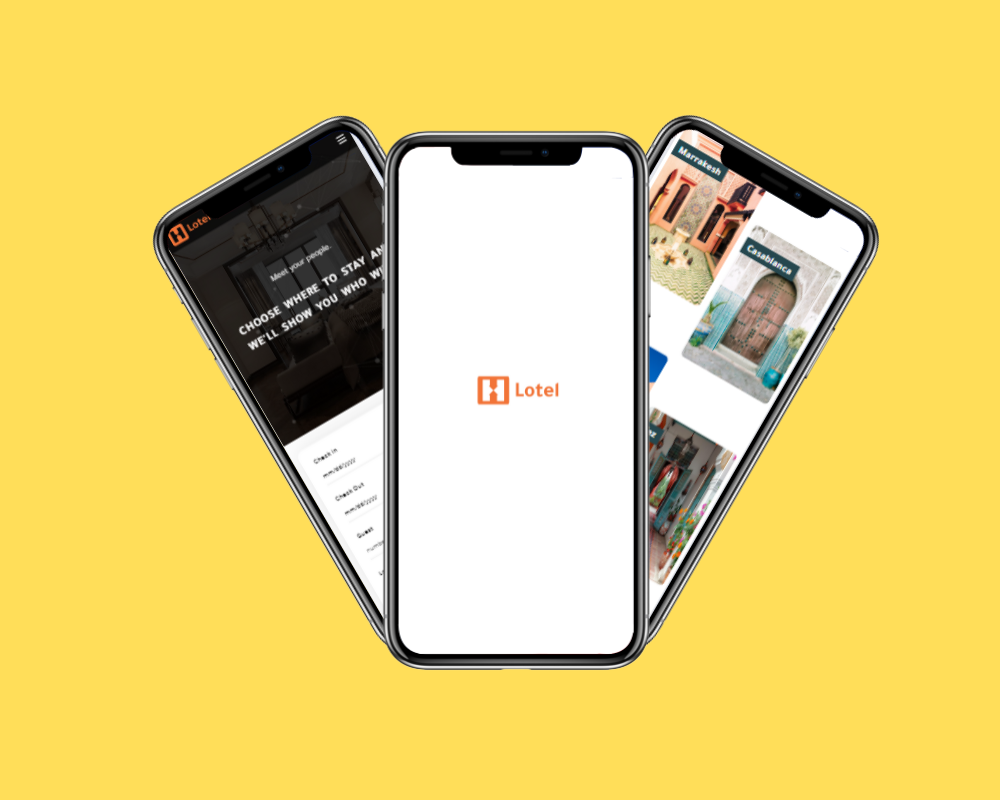 Lotel
Meet your people.
CHOOSE WHERE TO STAY AN
WE'LL SHOW YOU WHO WI
Check In
mm/dd/yyyy
Check Out
mm/dd/yyyy
Guest
Lotel
Marrakesh
Casablanca